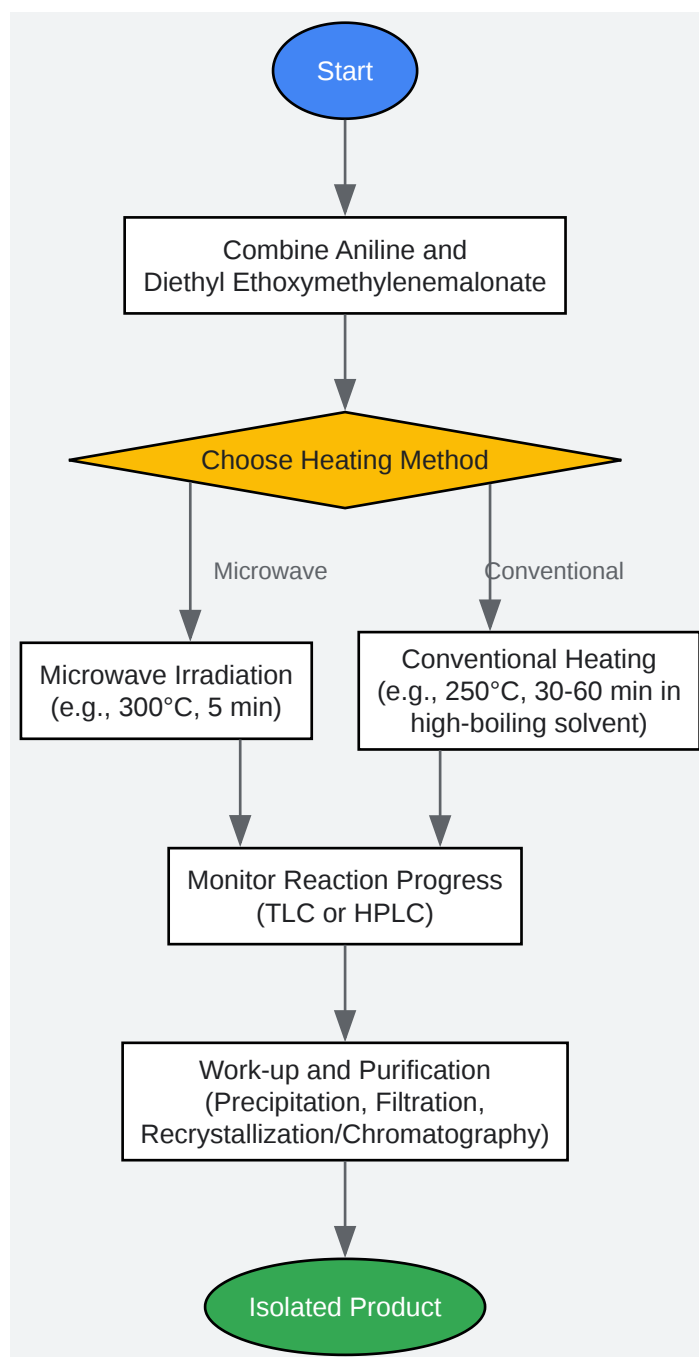 Start
Combine Aniline and
Diethyl Ethoxymethylenemalonate
Choose Heating Method
Microwave
Conventional
Microwave Irradiation
(e.g., 300°C, 5 min)
Conventional Heating
(e.g., 250°C, 30-60 min in
high-boiling solvent)
Monitor Reaction Progress
(TLC or HPLC)
Work-up and Purification
(Precipitation, Filtration,
Recrystallization/Chromatography)
Isolated Product